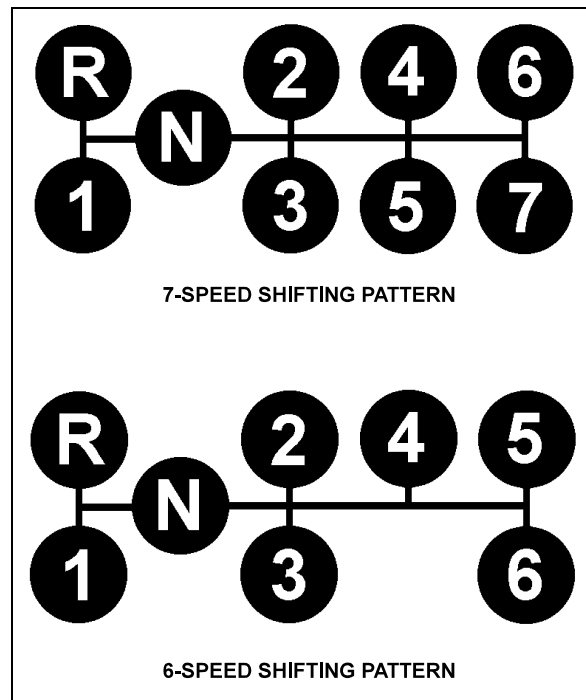 R 2 4 6
N
1 3 5 7
7-SPEED SHIFTING PATTERN
R 2 4 5
N
1 3 6
6-SPEED SHIFTING PATTERN